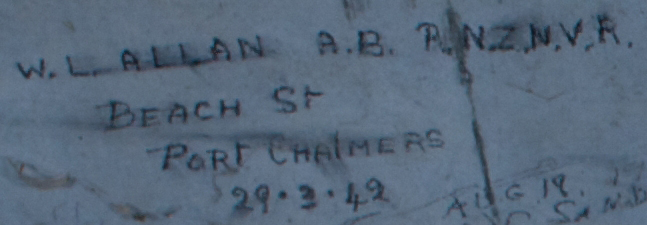 W. L. ALLAN A.B. R.N.Z.N.V.R.
BEACH St
PORT CHALMERS
29.3.42
AUG 18.